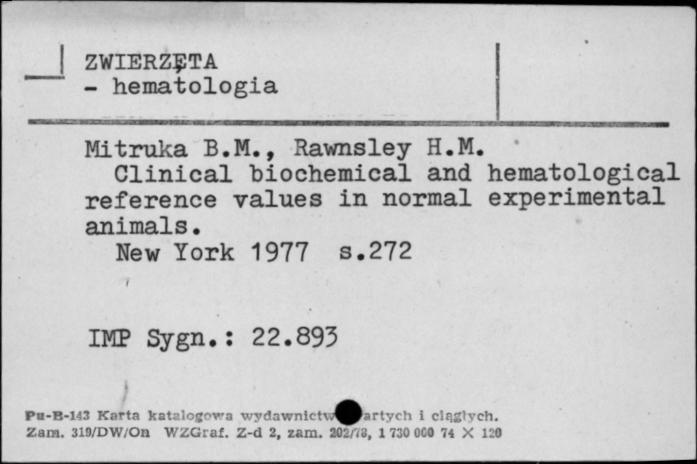 ZWIERZĘTA
- hematologia
Mitruka B.M., Rawnsley H.M.
Clinical biochemical and hematological
reference values in normal experimental
animals.
New York 1977 s.272
IMP Sygn.: 22.893
Pu-B-143 Karta katalogowa wydawnictw artych i ciągłych.
Zam. 319/DW/On WZGraf. Z-d 2, zam. 202/78, 1 730 000 74 X 120